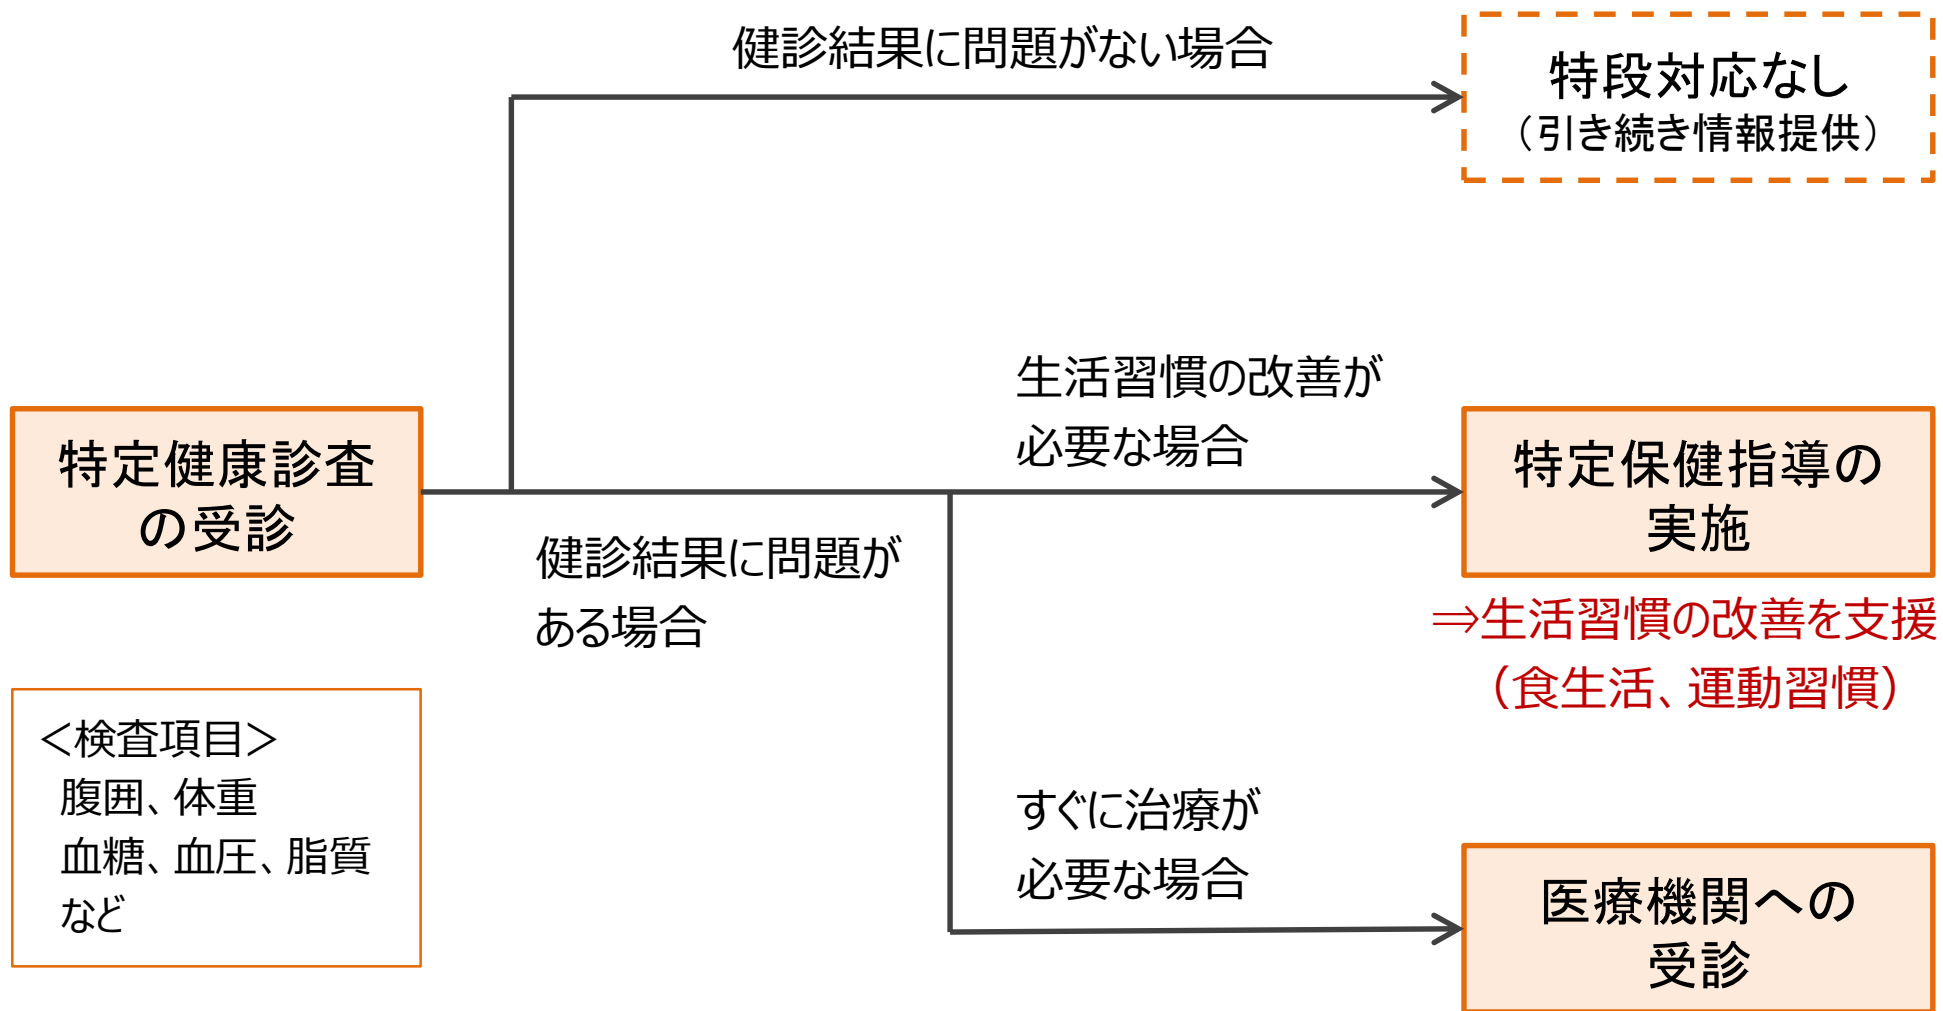 健診結果に問題がない場合
特段対応なし
（引き続き情報提供）
生活習慣の改善が
必要な場合
特定健康診査
の受診
特定保健指導の
実施
健診結果に問題が
ある場合
⇒生活習慣の改善を支援
（食生活、運動習慣）
＜検査項目＞
腹囲、体重
血糖、血圧、脂質
など
すぐに治療が
必要な場合
医療機関への
受診